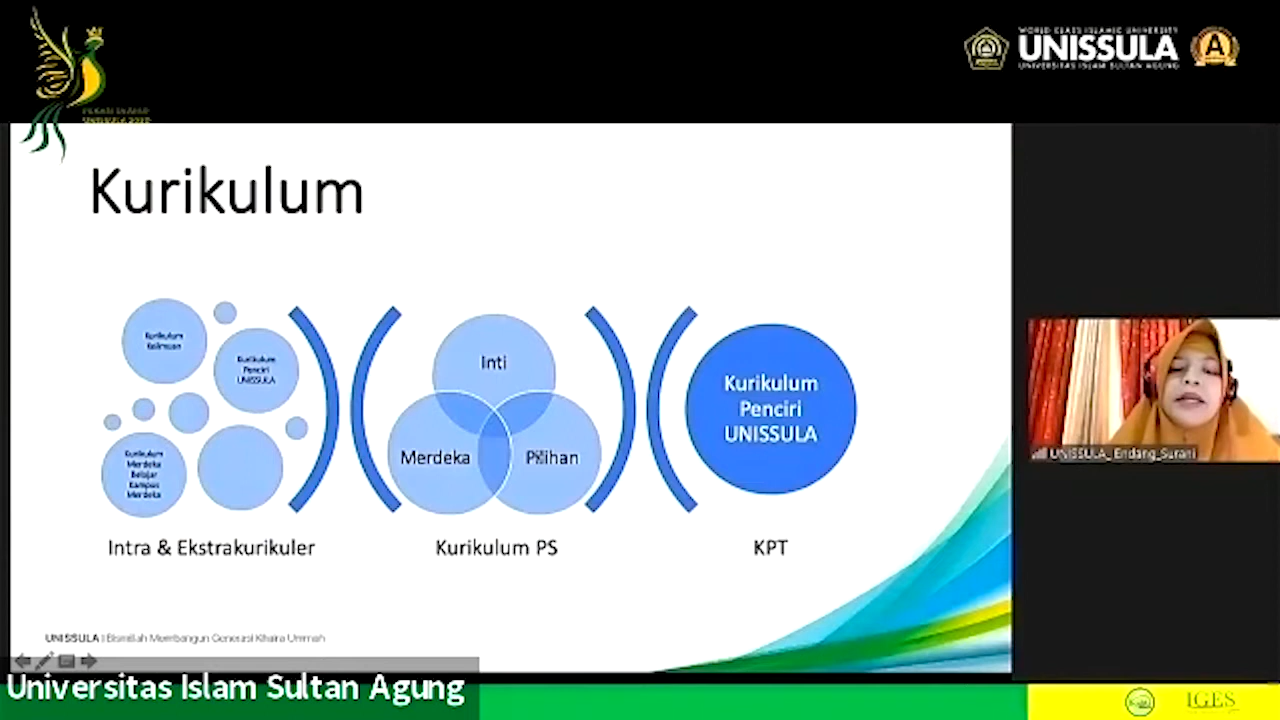 WORLD CLASS ISLAMIC UNIVERSITY
UNISSULA
UNIVERSITAS ISLAM SULTAN AGUNG
A
Kurikulum
Kurikulum
Keilmuan
Kurikulum
Penciri
UNISSULA
Kurikulum
Merdeka
Belajar
Kampus
Merdeka
Intra & Ekstrakurikuler
Inti
Merdeka
Pilihan
Kurikulum PS
Kurikulum
Penciri
UNISSULA
KPT
UNISSULA_ Endang_Surani
UNISSULA | Bismillah Membangun Generasi Khaira Ummah
Universitas Islam Sultan Agung
IGES